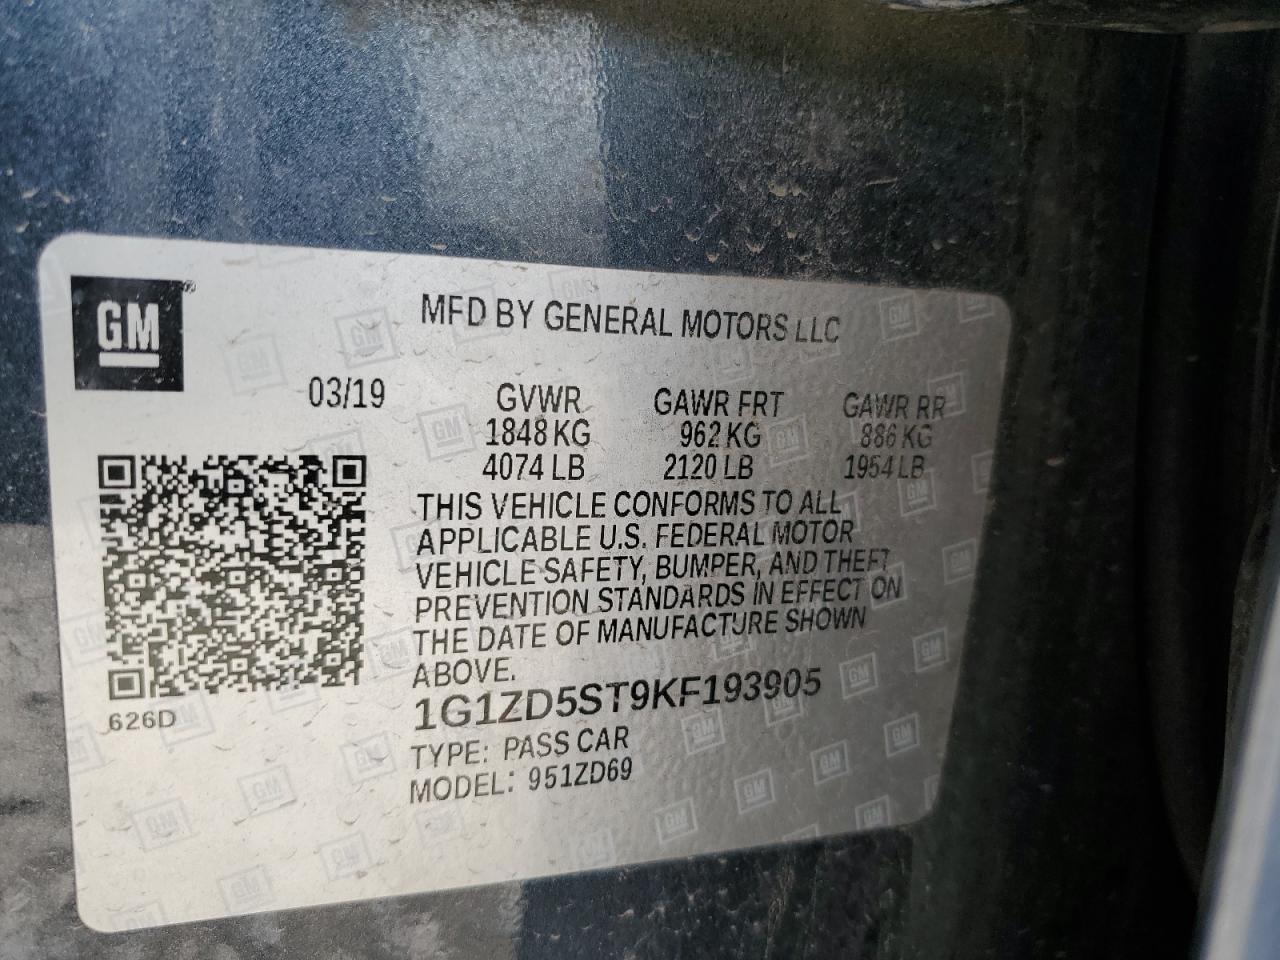 GM
MFD BY GENERAL MOTORS LLC
03/19 GVWR GAWR FRT GAWR RR
1848 KG 962 KG 886 KG
4074 LB 2120 LB 1954 LB
THIS VEHICLE CONFORMS TO ALL
APPLICABLE U.S. FEDERAL MOTOR
VEHICLE SAFETY, BUMPER, AND THEFT
PREVENTION STANDARDS IN EFFECT ON
THE DATE OF MANUFACTURE SHOWN
ABOVE.
626D
1G1ZD5ST9KF193905
TYPE: PASS CAR
MODEL: 951ZD69